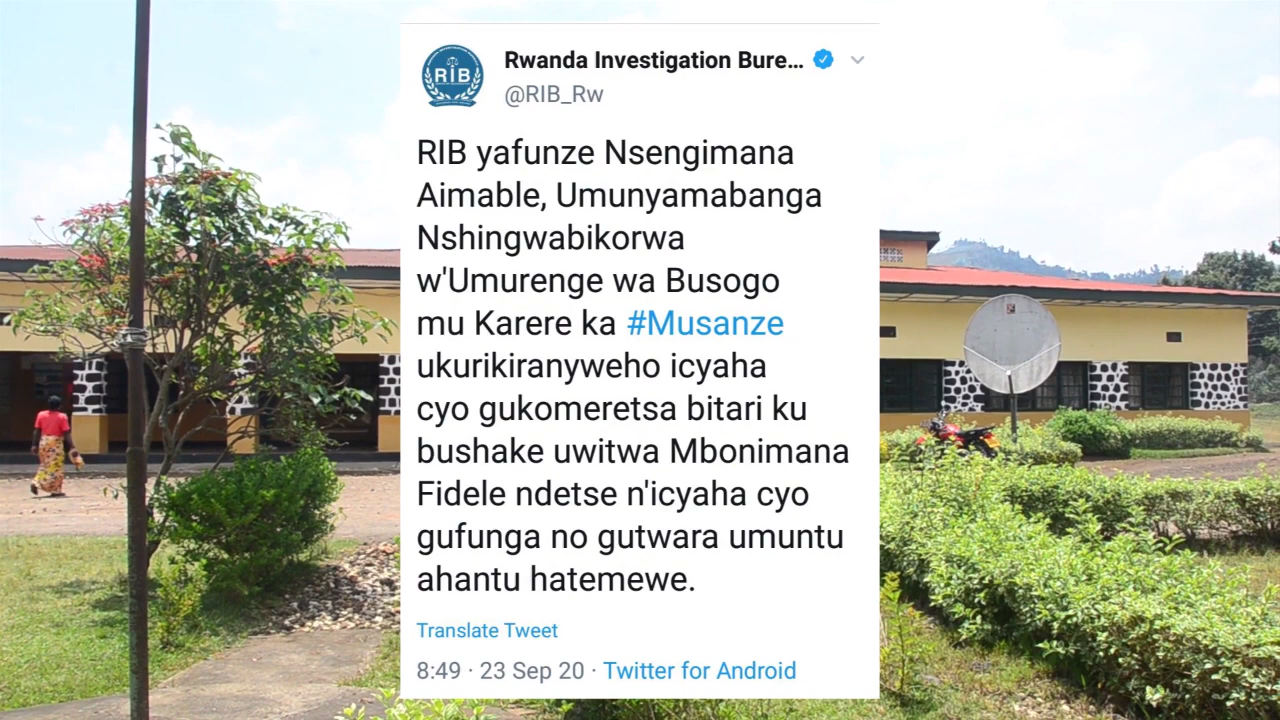 RIB
Rwanda Investigation Bure...
@RIB_Rw
RIB yafunze Nsengimana
Aimable, Umunyamabanga
Nshingwabikorwa
w'Umurenge wa Busogo
mu Karere ka #Musanze
ukurikiranyweho icyaha
cyo gukomeretsa bitari ku
bushake uwitwa Mbonimana
Fidele ndetse n'icyaha cyo
gufunga no gutwara umuntu
ahantu hatemewe.
Translate Tweet
8:49 · 23 Sep 20 · Twitter for Android